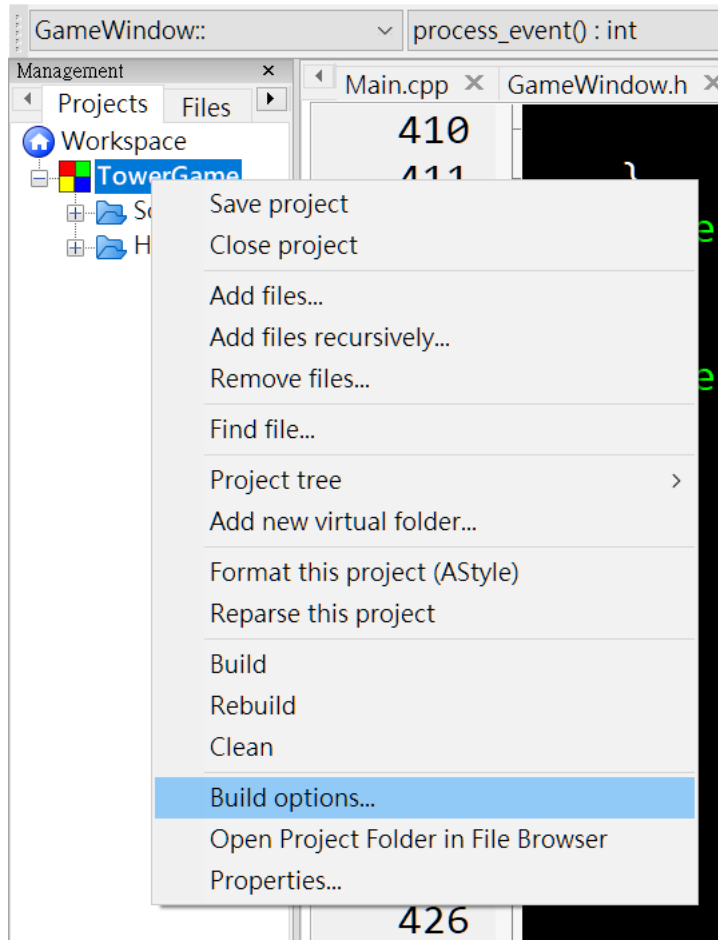 GameWindow::
process_event() : int
Management
Projects
Files
Main.cpp
GameWindow.h
Workspace
TowerGame
410
411
}
Save project
Close project
Add files...
Add files recursively...
Remove files...
Find file...
Project tree
Add new virtual folder...
Format this project (AStyle)
Reparse this project
Build
Rebuild
Clean
Build options...
Open Project Folder in File Browser
Properties...
426